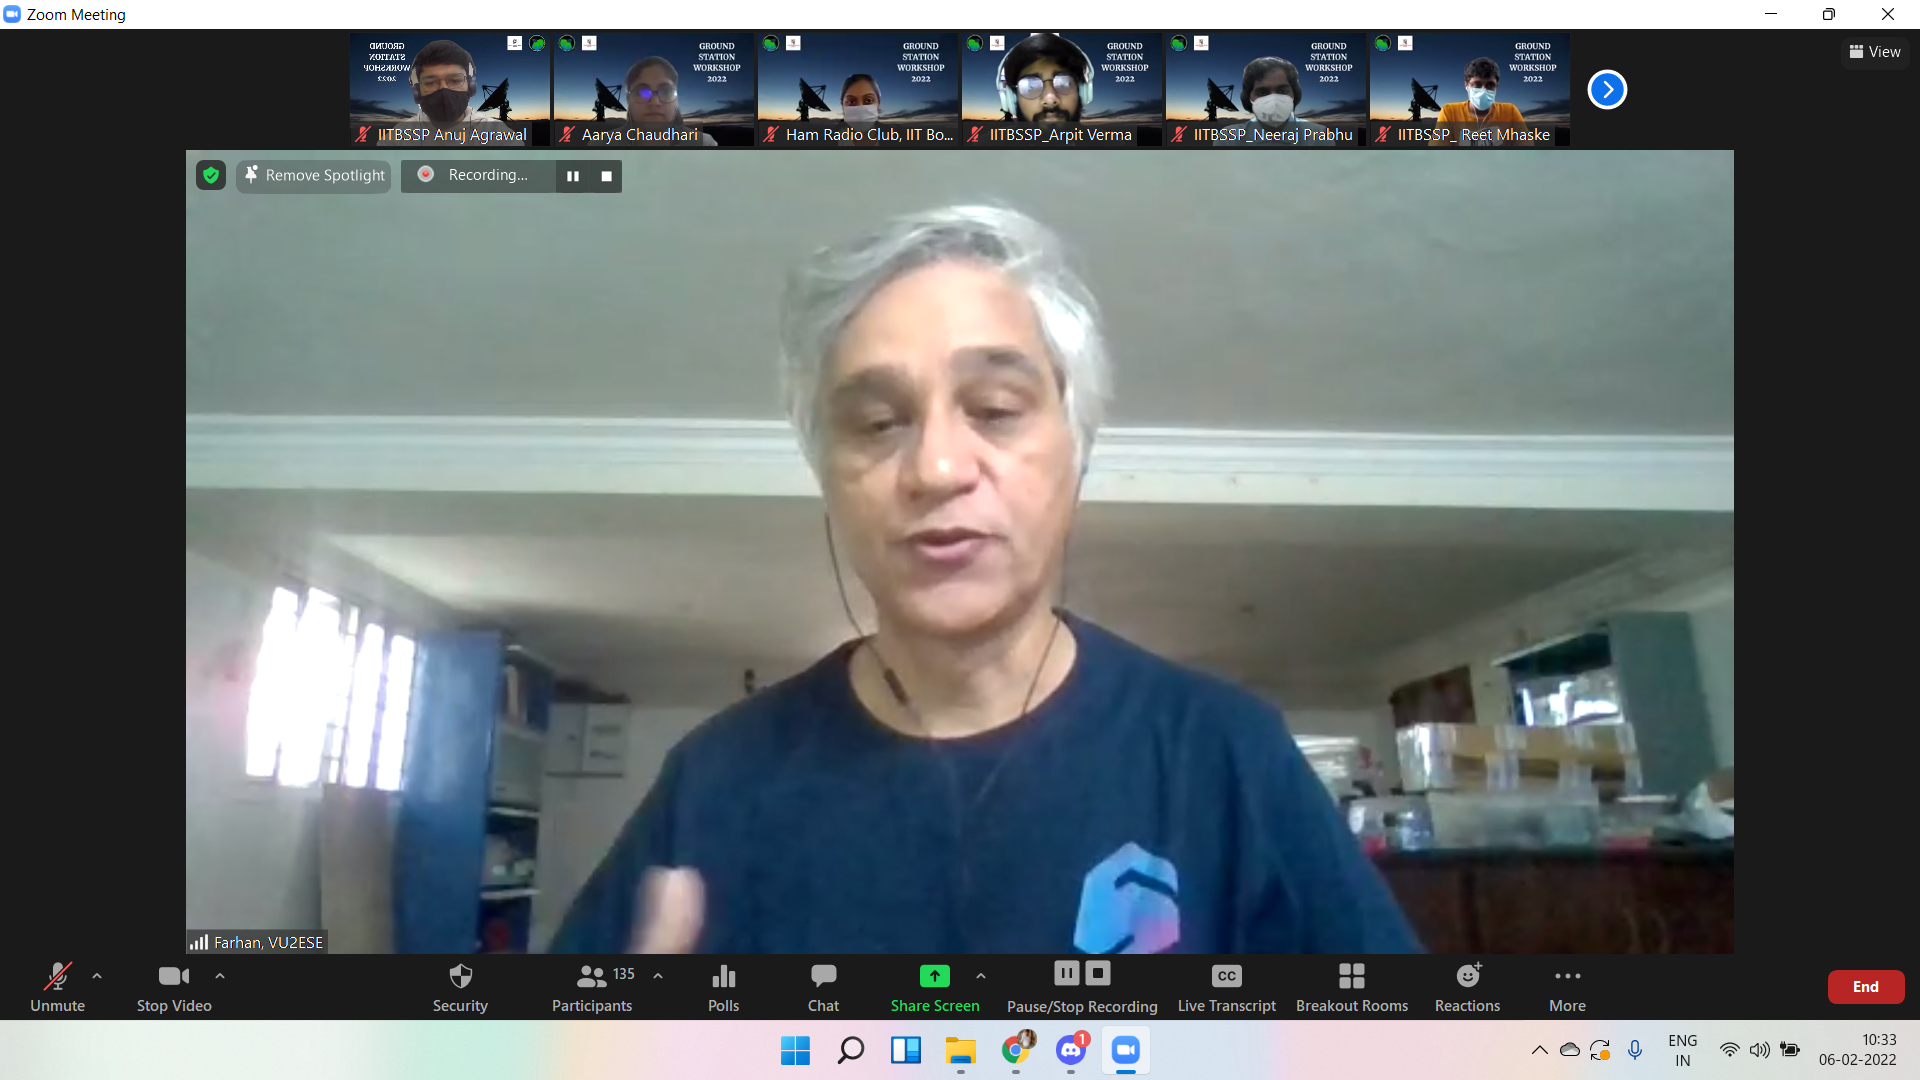 Zoom Meeting
View
GROUND
STATION
WORKSHOP
2022
IITBSSP Anuj Agrawal
GROUND
STATION
WORKSHOP
2022
Aarya Chaudhari
GROUND
STATION
WORKSHOP
2022
Ham Radio Club, IIT Bo...
GROUND
STATION
WORKSHOP
2022
IITBSSP_Arpit Verma
GROUND
STATION
WORKSHOP
2022
IITBSSP_Neeraj Prabhu
GROUND
STATION
WORKSHOP
2022
IITBSSP_ Reet Mhaske
Remove Spotlight
Recording...
Farhan, VU2ESE
Unmute
Stop Video
Security
135
Participants
Polls
Chat
Share Screen
Pause/Stop Recording
CC
Live Transcript
Breakout Rooms
Reactions
More
End
1
ENG
IN
10:33
06-02-2022